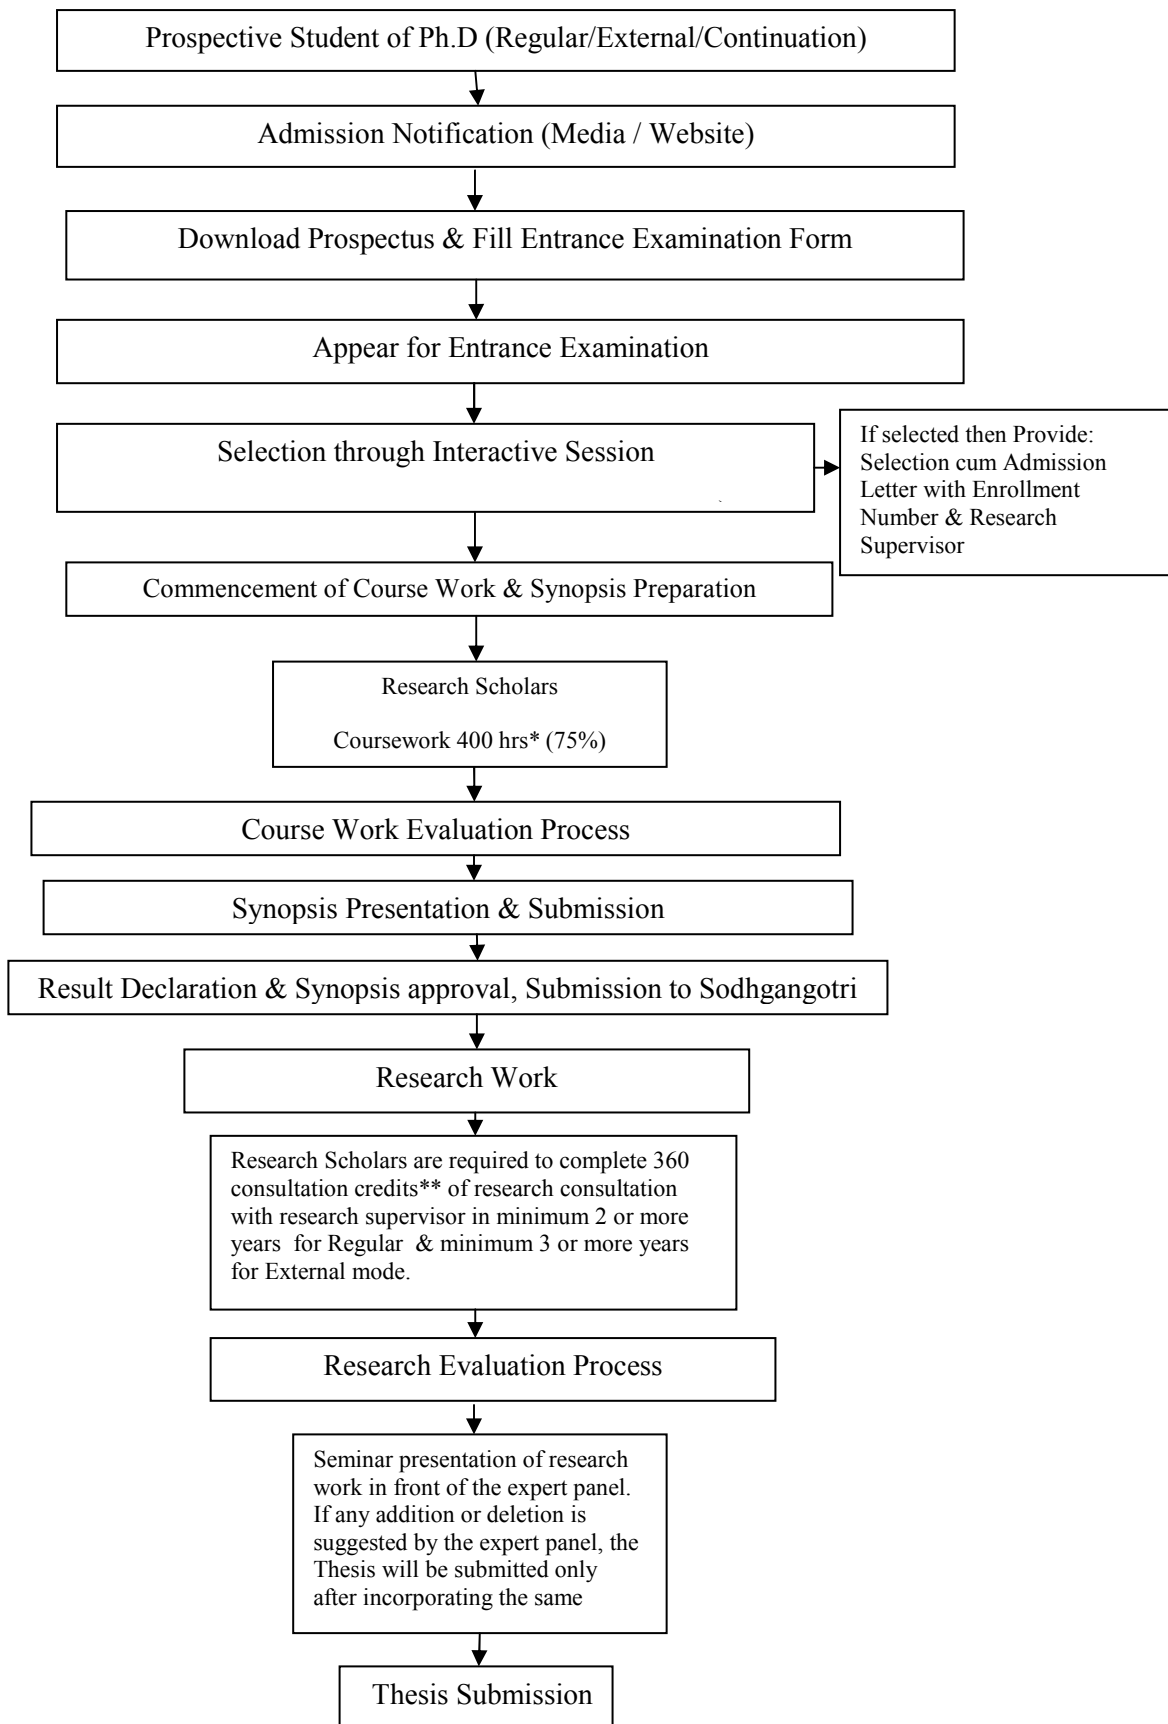 Prospective Student of Ph.D (Regular/External/Continuation)
Admission Notification (Media / Website)
Download Prospectus & Fill Entrance Examination Form
Appear for Entrance Examination
Selection through Interactive Session
If selected then Provide:
Selection cum Admission
Letter with Enrollment
Number & Research
Supervisor
Commencement of Course Work & Synopsis Preparation
Research Scholars
Coursework 400 hrs* (75%)
Course Work Evaluation Process
Synopsis Presentation & Submission
Result Declaration & Synopsis approval, Submission to Sodhgangotri
Research Work
Research Scholars are required to complete 360
consultation credits** of research consultation
with research supervisor in minimum 2 or more
years for Regular & minimum 3 or more years
for External mode.
Research Evaluation Process
Seminar presentation of research
work in front of the expert panel.
If any addition or deletion is
suggested by the expert panel, the
Thesis will be submitted only
after incorporating the same
Thesis Submission